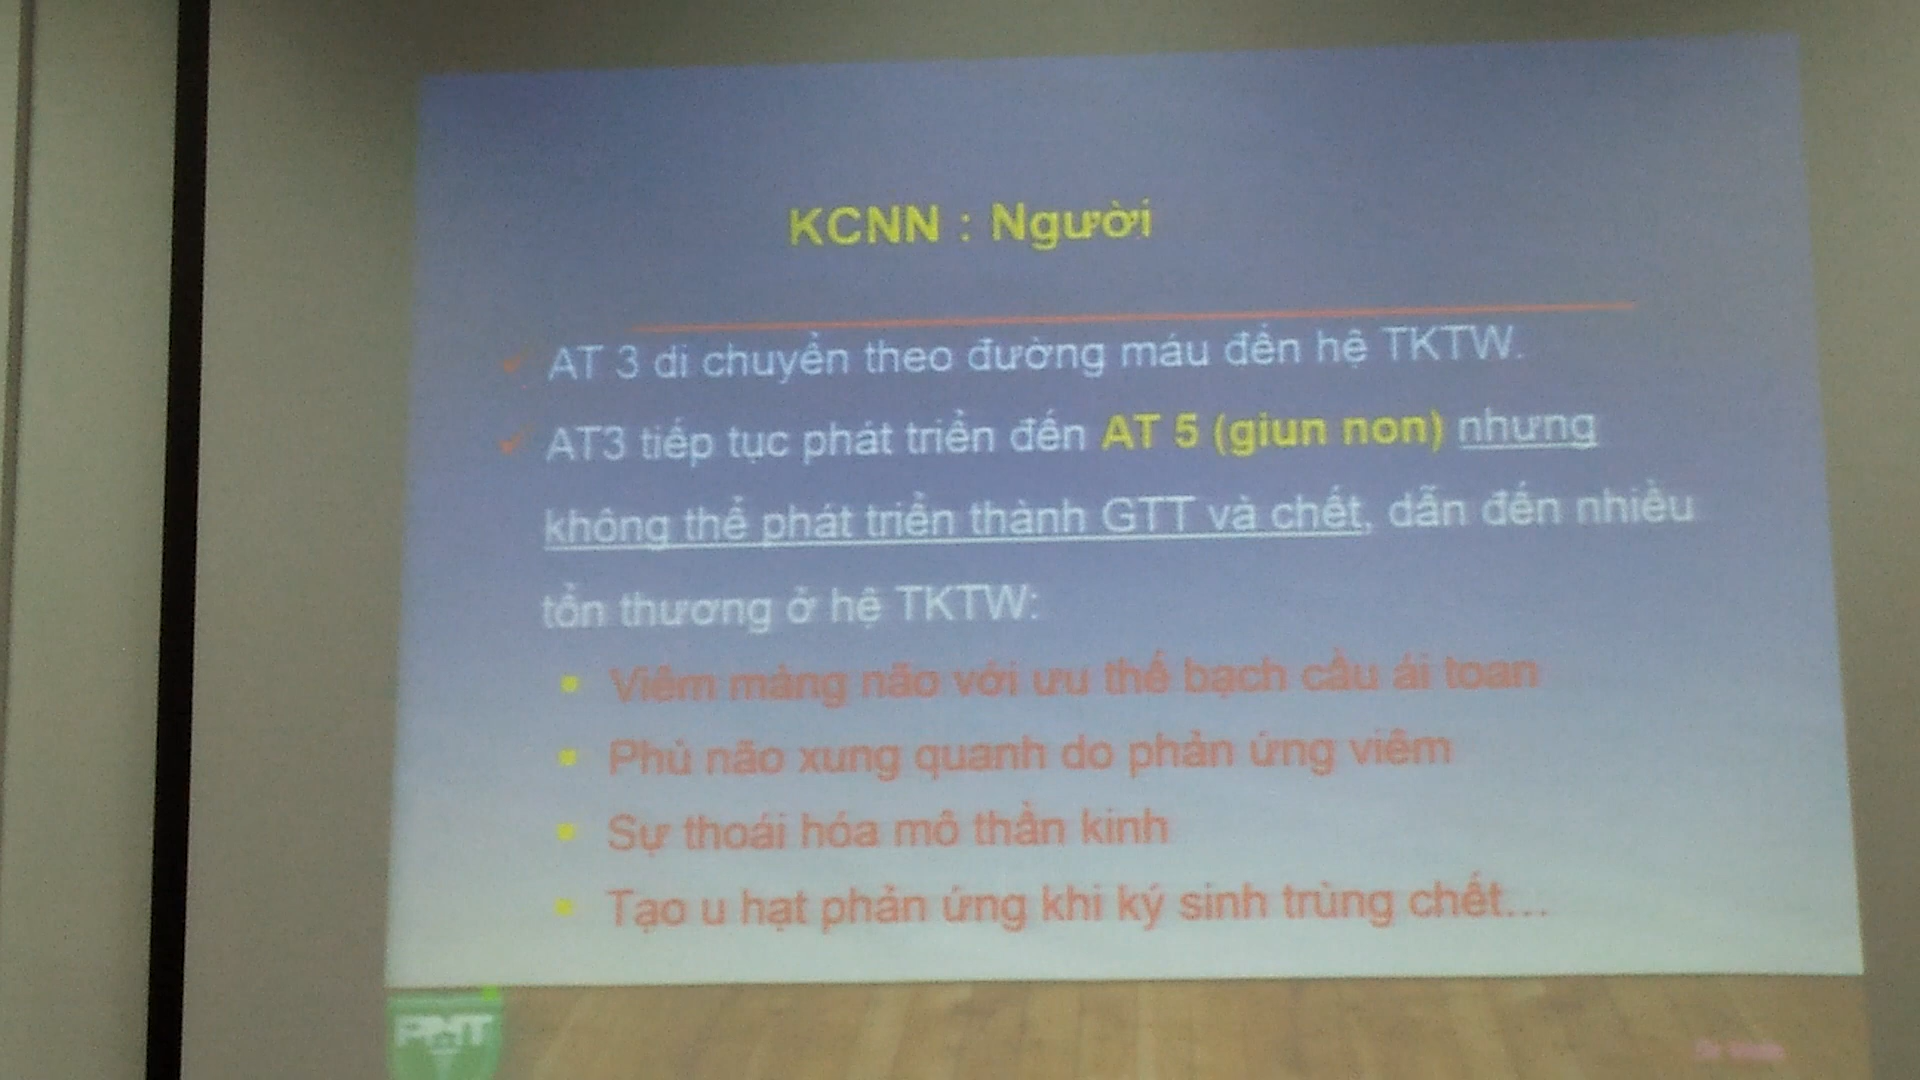 KCNN : Người
AT 3 di chuyển theo đường máu đến hệ TKTW.
AT3 tiếp tục phát triển đến AT 5 (giun non) nhưng
không thể phát triển thành GTT và chết, dẫn đến nhiều
tổn thương ở hệ TKTW:
Viêm màng não với ưu thế bạch cầu ái toan
Phù não xung quanh do phản ứng viêm
Sự thoái hóa mô thần kinh
Tạo u hạt phản ứng khi ký sinh trùng chết...
PNT